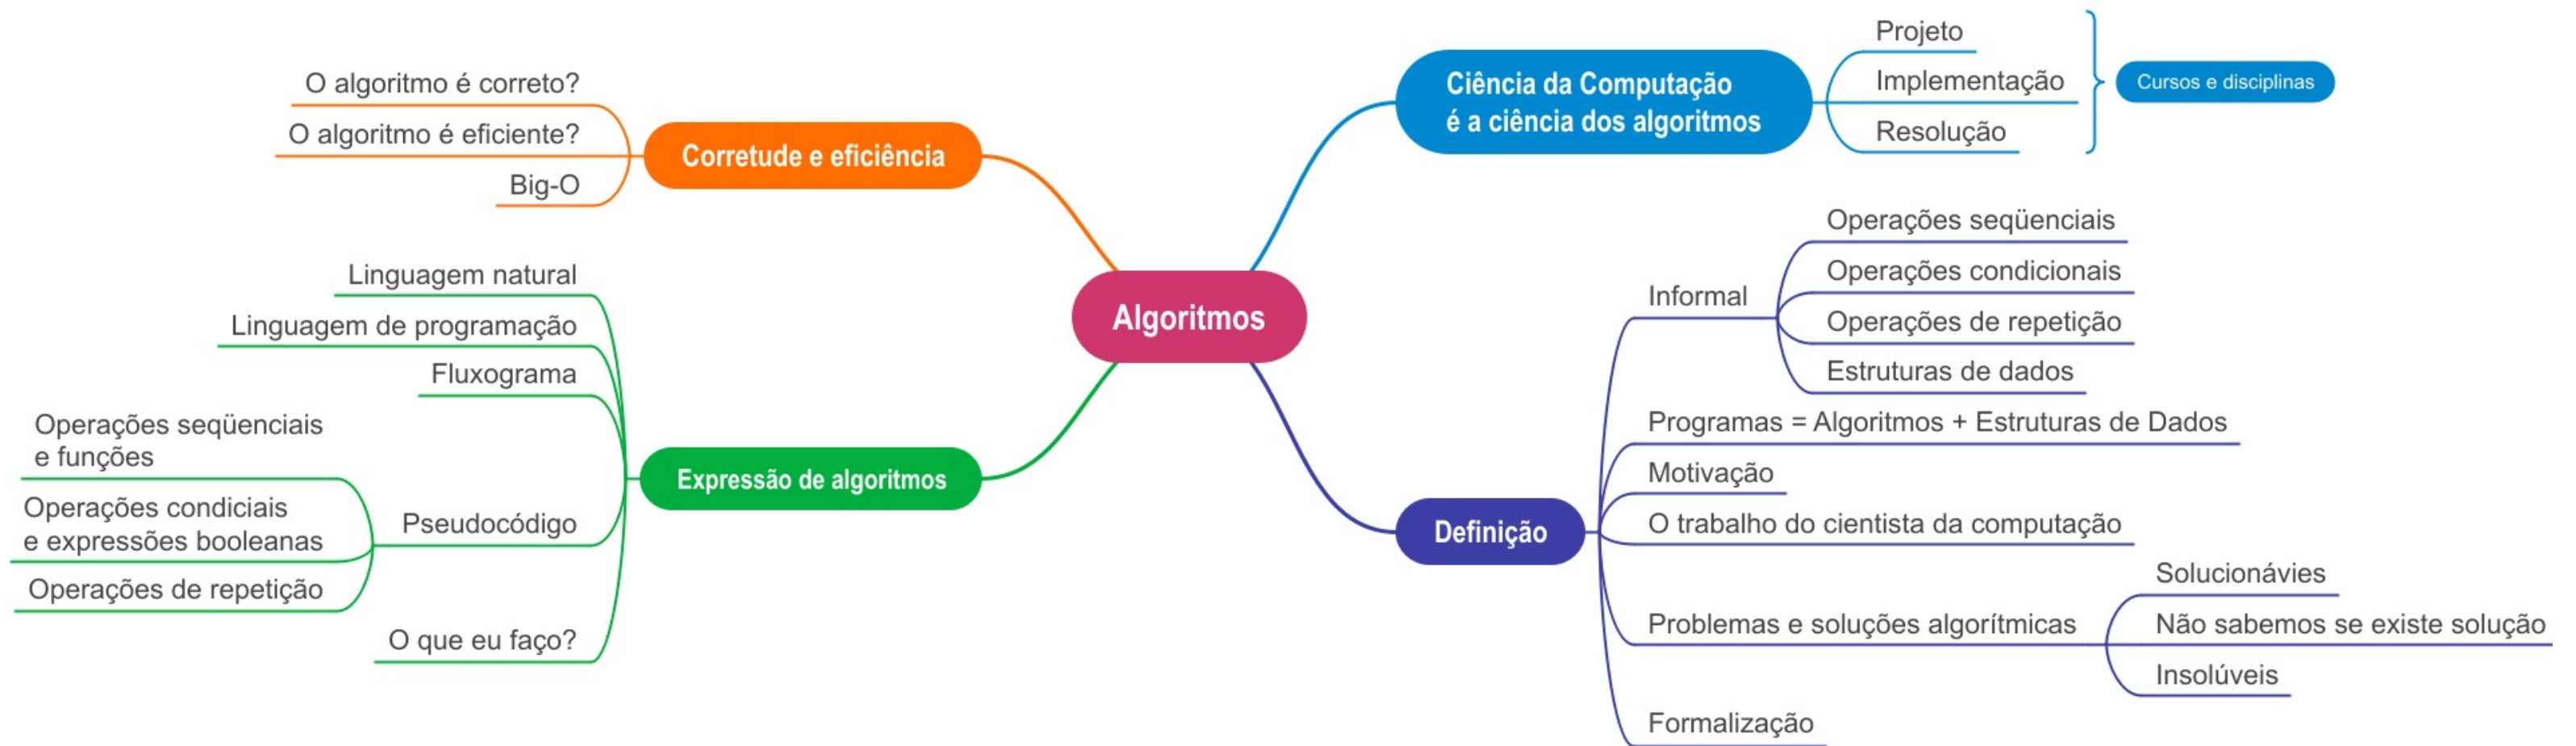 Algoritmos
Ciência da Computação
é a ciência dos algoritmos
Projeto
Implementação
Resolução
Cursos e disciplinas
Definição
Informal
Operações seqüenciais
Operações condicionais
Operações de repetição
Estruturas de dados
Programas = Algoritmos + Estruturas de Dados
Motivação
O trabalho do cientista da computação
Problemas e soluções algorítmicas
Solucionávies
Não sabemos se existe solução
Insolúveis
Formalização
Expressão de algoritmos
Linguagem natural
Linguagem de programação
Fluxograma
Pseudocódigo
Operações seqüenciais
e funções
Operações condiciais
e expressões booleanas
Operações de repetição
O que eu faço?
Corretude e eficiência
O algoritmo é correto?
O algoritmo é eficiente?
Big-O